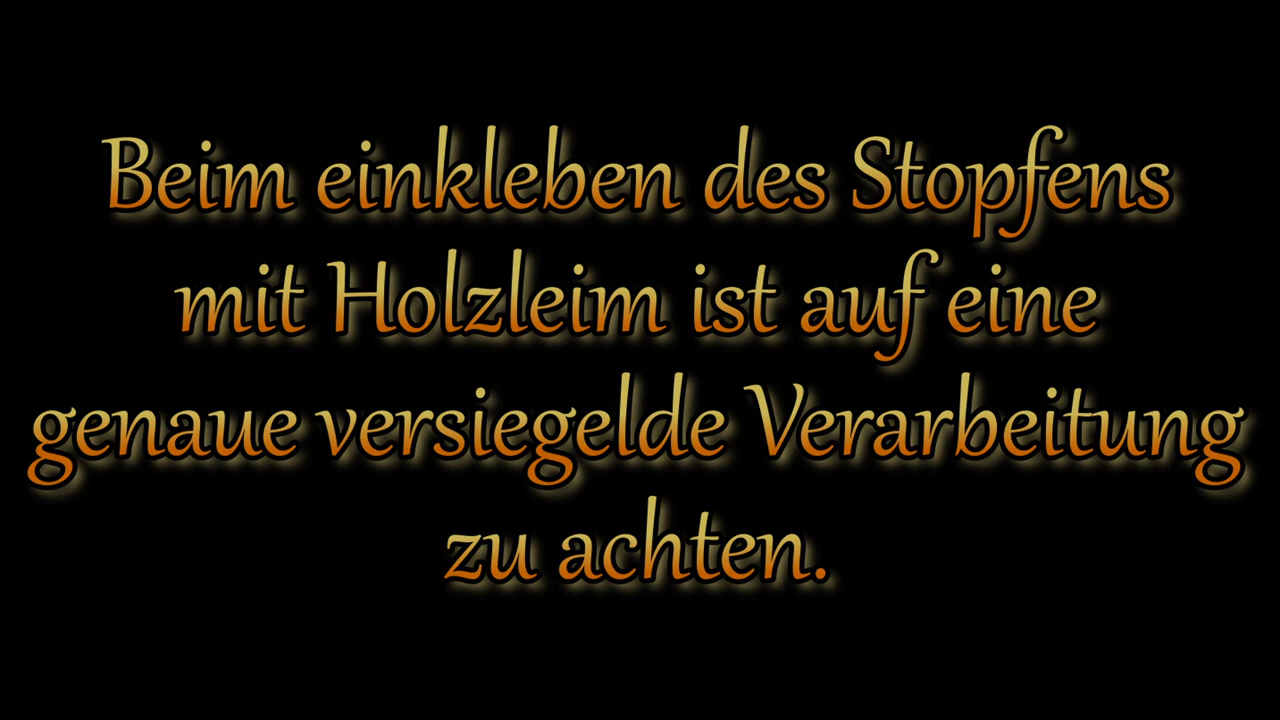 Beim einkleben des Stopfens
mit Holzleim ist auf eine
genaue versiegelde Verarbeitung
zu achten.